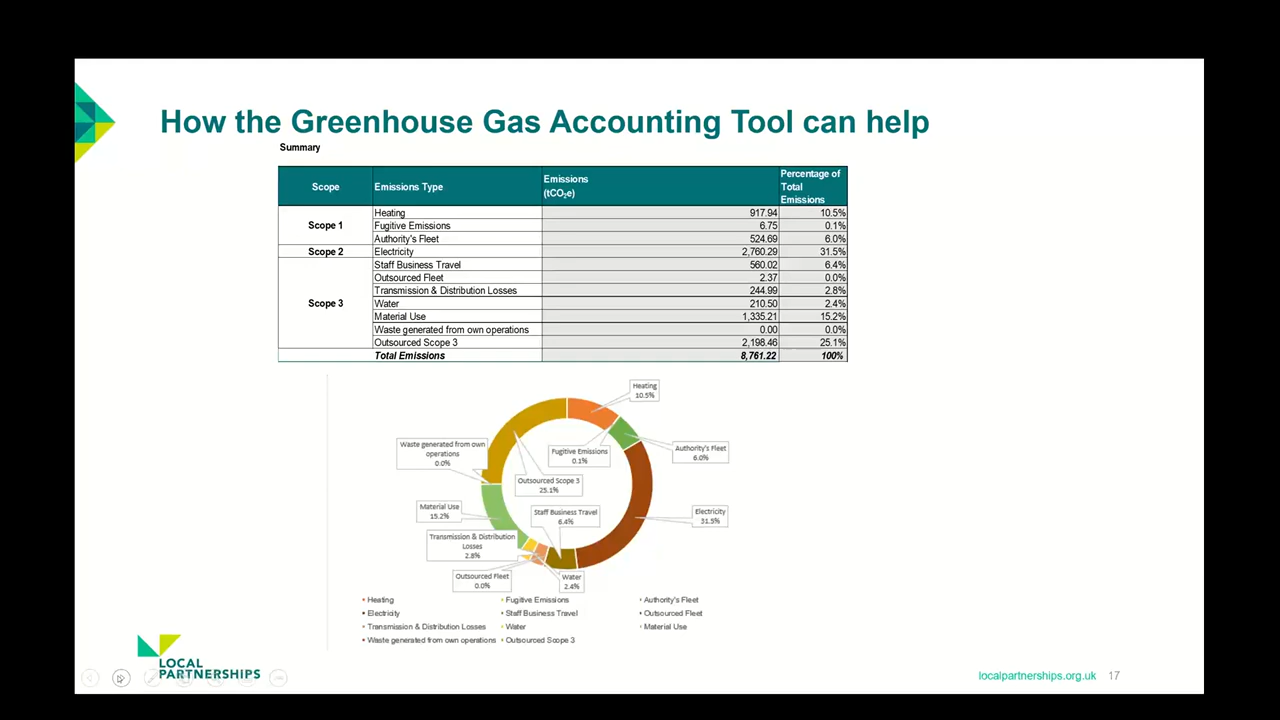 How the Greenhouse Gas Accounting Tool can help
Summary
Scope Emissions Type Emissions (tCO₂e) Percentage of Total Emissions
Scope 1
Heating 917.94 10.5%
Fugitive Emissions 6.75 0.1%
Authority's Fleet 524.69 6.0%
Scope 2 Electricity 2,760.29 31.5%
Scope 3
Staff Business Travel 560.02 6.4%
Outsourced Fleet 2.37 0.0%
Transmission & Distribution Losses 244.99 2.8%
Water 210.50 2.4%
Material Use 1,335.21 15.2%
Waste generated from own operations 0.00 0.0%
Outsourced Scope 3 2,198.46 25.1%
Total Emissions 8,761.22 100%
Heating
10.5%
Authority's Fleet
6.0%
Waste generated from own
operations
0.0%
Fugitive Emissions
0.1%
Outsourced Scope 3
25.1%
Material Use
15.2%
Staff Business Travel
6.4%
Electricity
31.5%
Transmission & Distribution
Losses
2.8%
Outsourced Fleet
0.0%
Water
2.4%
Heating Fugitive Emissions Authority's Fleet
Electricity Staff Business Travel Outsourced Fleet
Transmission & Distribution Losses Water Material Use
Waste generated from own operations Outsourced Scope 3
LOCAL
PARTNERSHIPS
localpartnerships.org.uk 17